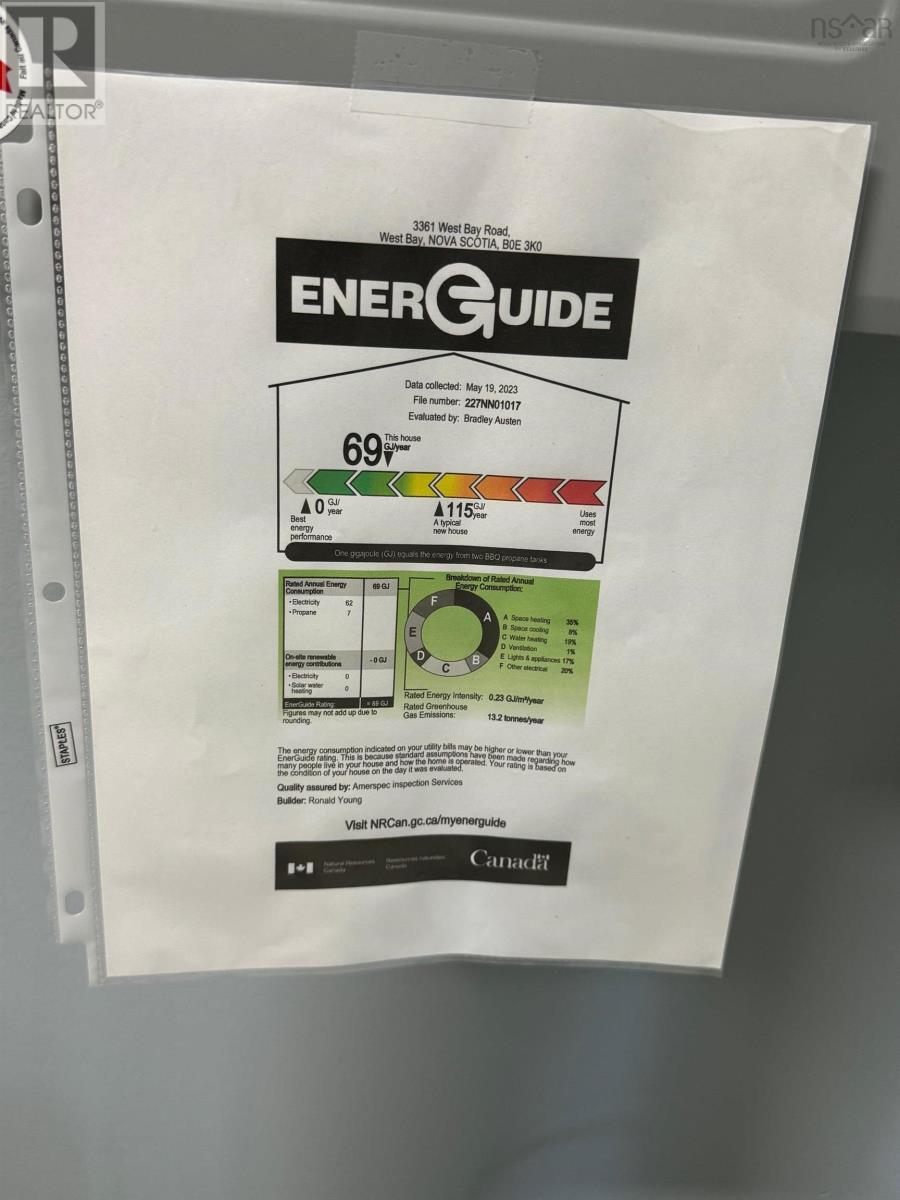 REALTOR®
nsaar
3361 West Bay Road,
West Bay, NOVA SCOTIA, B0E 3K0
ENERGUIDE
Data collected: May 19, 2023
File number: 227NN01017
Evaluated by: Bradley Austen
69 This house
GJ/year
0 GJ/
year
Best
energy
performance
115 GJ/
year
A typical
new house
Uses
most
energy
One gigajoule (GJ) equals the energy from two BBQ propane tanks
Rated Annual Energy
Consumption 69 GJ
• Electricity 62
• Propane 7
On-site renewable
energy contributions - 0 GJ
• Electricity 0
• Solar water
heating 0
EnerGuide Rating: = 69 GJ
Figures may not add up due to
rounding.
Breakdown of Rated Annual
Energy Consumption:
F
A
E
D
C
B
A Space heating 35%
B Space cooling 8%
C Water heating 19%
D Ventilation 1%
E Lights & appliances 17%
F Other electrical 20%
Rated Energy Intensity: 0.23 GJ/m²/year
Rated Greenhouse
Gas Emissions: 13.2 tonnes/year
The energy consumption indicated on your utility bills may be higher or lower than your
EnerGuide rating. This is because standard assumptions have been made regarding how
many people live in your house and how the home is operated. Your rating is based on
the condition of your house on the day it was evaluated.
Quality assured by: Amerspec inspection Services
Builder: Ronald Young
Visit NRCan.gc.ca/myenerguide
Natural Resources
Canada
Ressources naturelles
Canada
Canada
STAPLES®